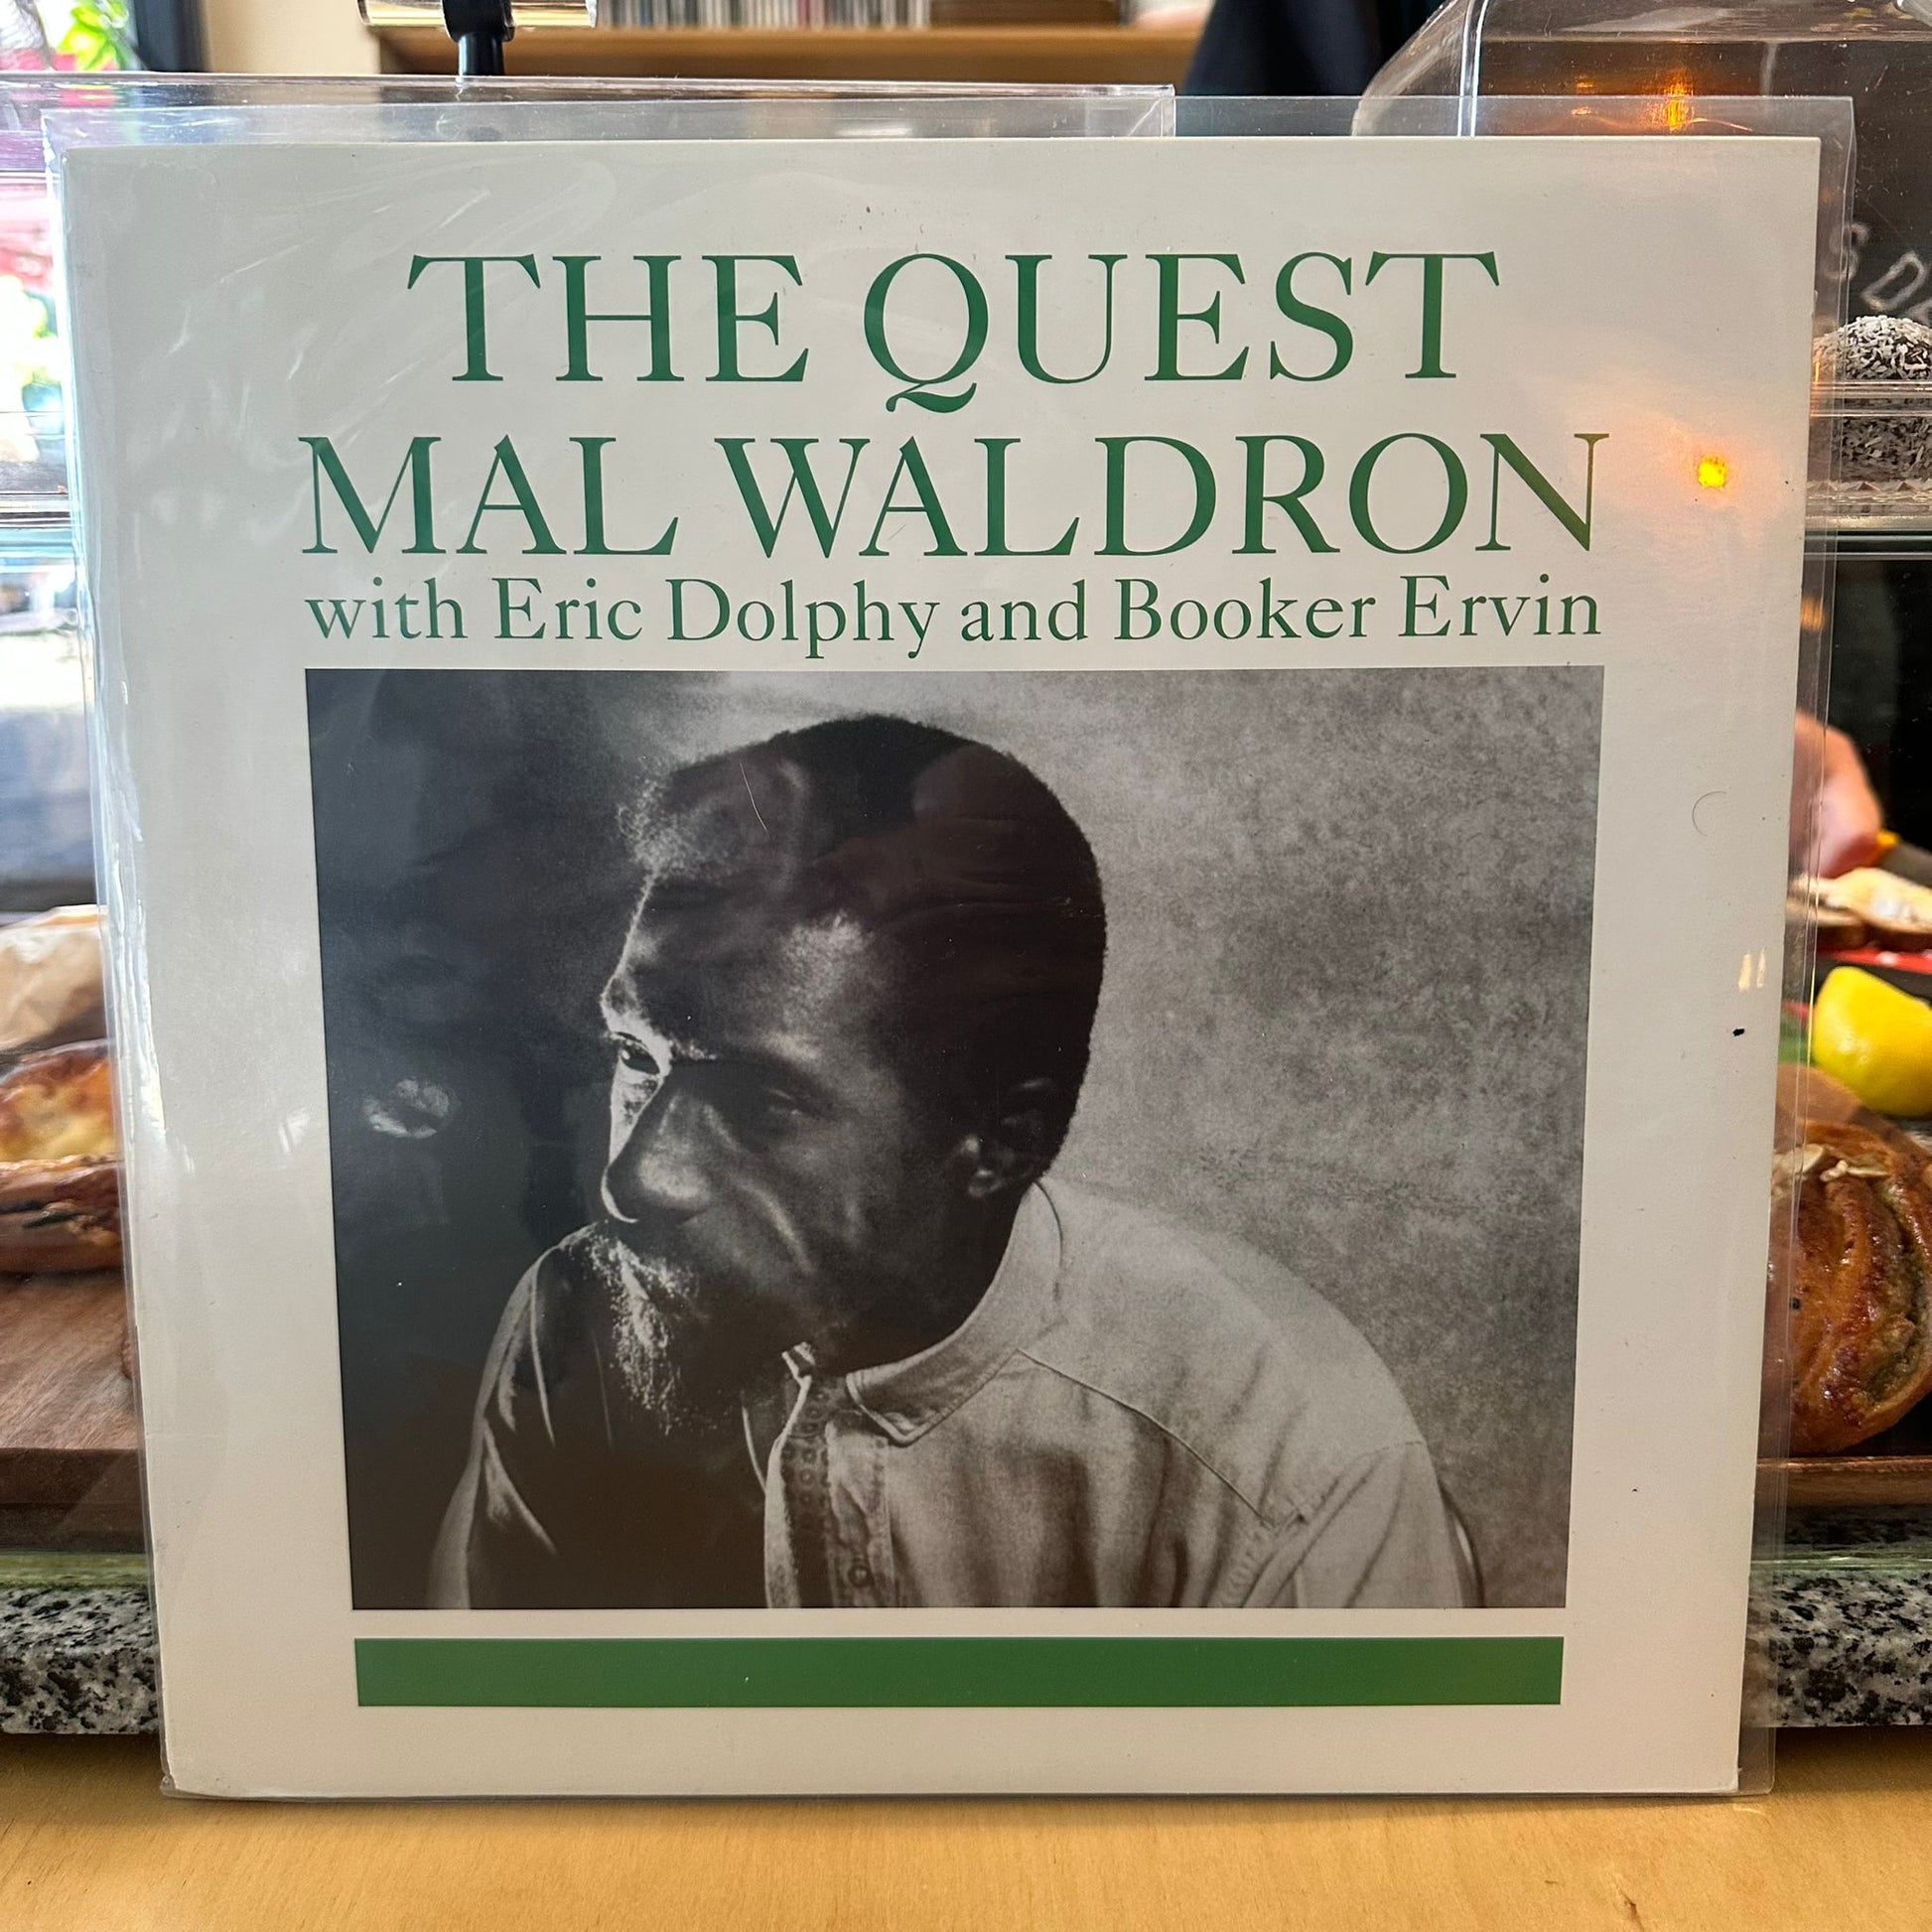 THE QUEST
MAL WALDRON
with Eric Dolphy and Booker Ervin